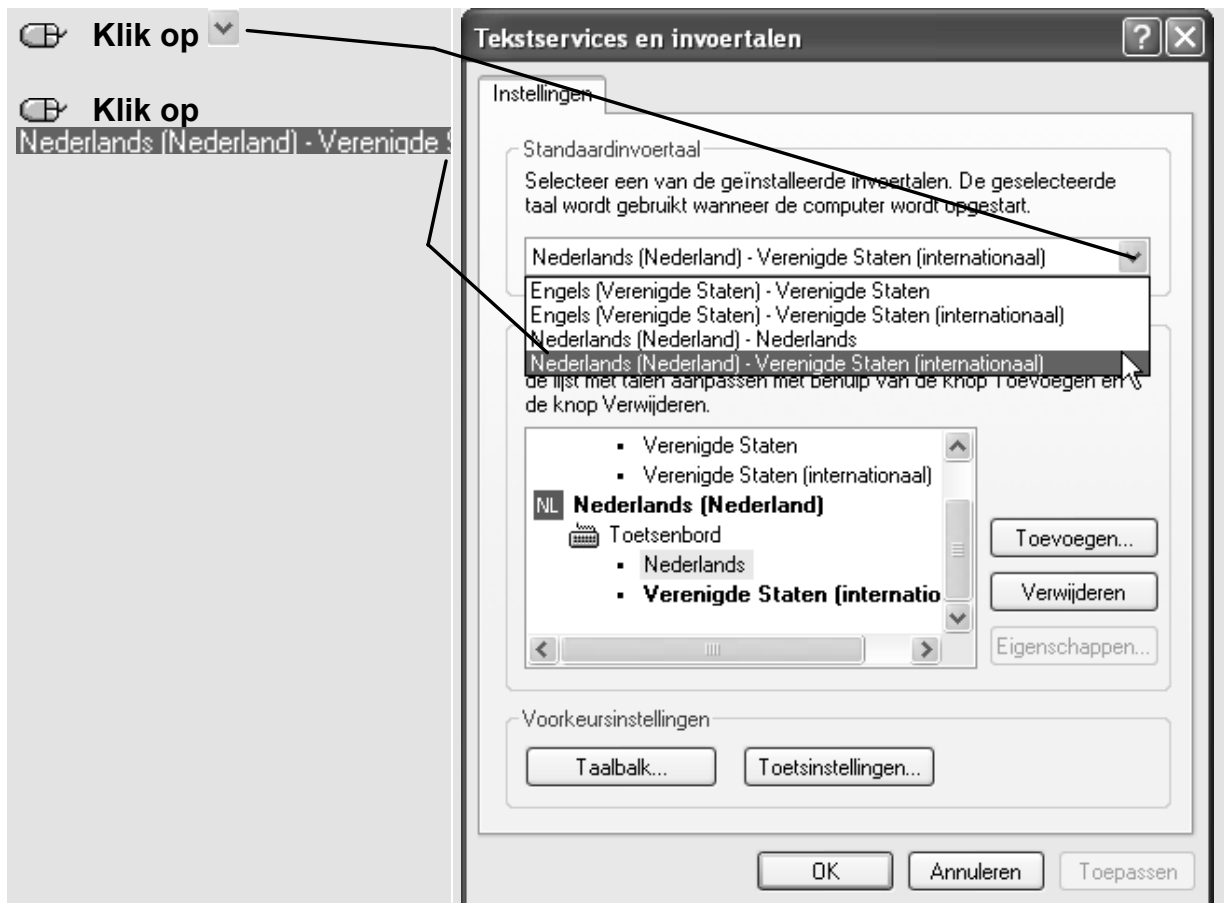 Klik op
Klik op
Nederlands (Nederland) - Verenigde S
Tekstservices en invoertalen
Instellingen
Standaardinvoertaal
Selecteer een van de geïnstalleerde invoertalen. De geselecteerde
taal wordt gebruikt wanneer de computer wordt opgestart.
Nederlands (Nederland) - Verenigde Staten (internationaal)
Engels (Verenigde Staten) - Verenigde Staten
Engels (Verenigde Staten) - Verenigde Staten (internationaal)
Nederlands (Nederland) - Nederlands
Nederlands (Nederland) - Verenigde Staten (internationaal)
de lijst met talen aanpassen met behulp van de knop Toevoegen en
de knop Verwijderen.
Verenigde Staten
Verenigde Staten (internationaal)
NL Nederlands (Nederland)
Toetsenbord
Nederlands
Verenigde Staten (internatio
Toevoegen...
Verwijderen
Eigenschappen...
Voorkeursinstellingen
Taalbalk...
Toetsinstellingen...
OK
Annuleren
Toepassen